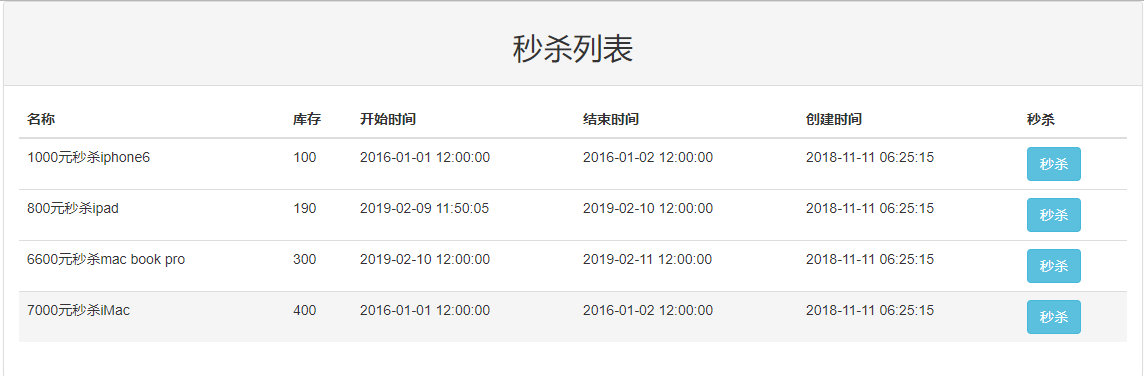 秒杀列表
名称 库存 开始时间 结束时间 创建时间 秒杀
1000元秒杀iphone6 100 2016-01-01 12:00:00 2016-01-02 12:00:00 2018-11-11 06:25:15 秒杀
800元秒杀ipad 190 2019-02-09 11:50:05 2019-02-10 12:00:00 2018-11-11 06:25:15 秒杀
6600元秒杀mac book pro 300 2019-02-10 12:00:00 2019-02-11 12:00:00 2018-11-11 06:25:15 秒杀
7000元秒杀iMac 400 2016-01-01 12:00:00 2016-01-02 12:00:00 2018-11-11 06:25:15 秒杀